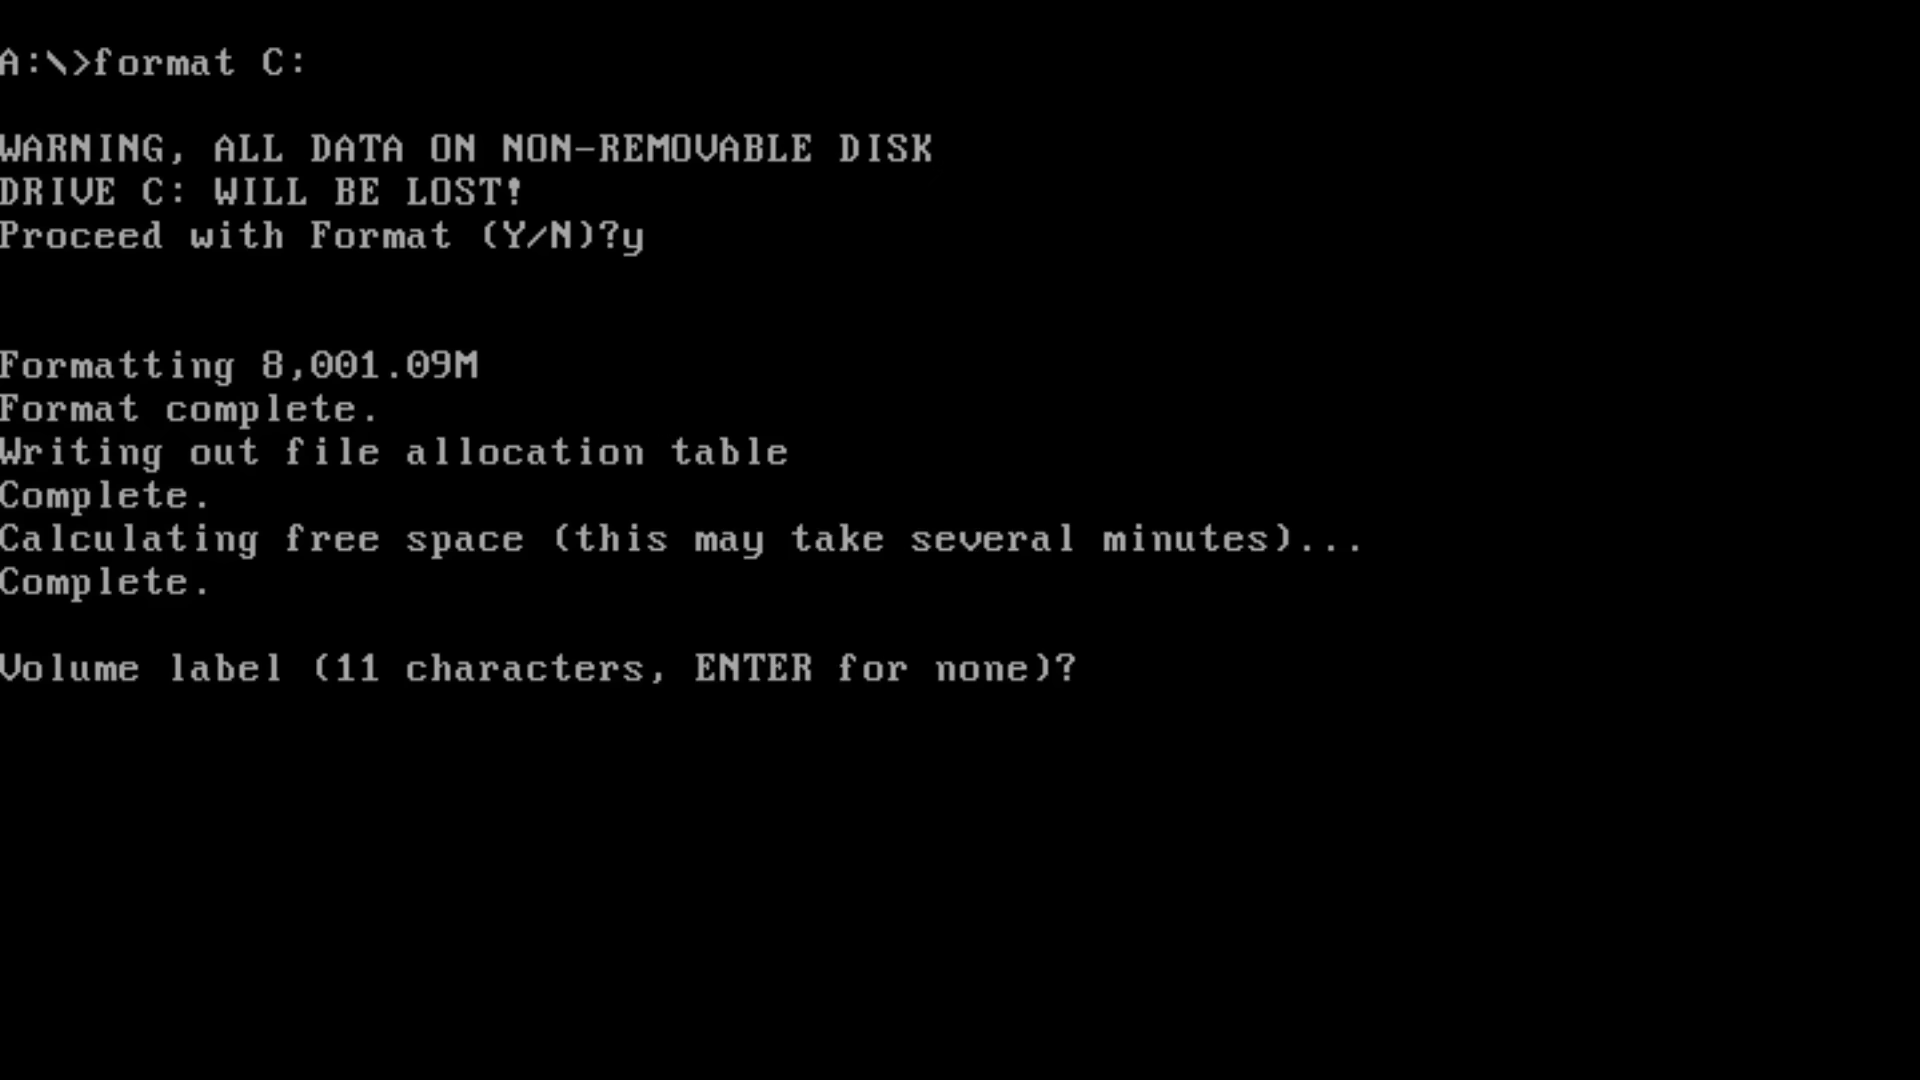 A:\>format C:
WARNING, ALL DATA ON NON-REMOVABLE DISK
DRIVE C: WILL BE LOST!
Proceed with Format (Y/N)?y
Formatting 8,001.09M
Format complete.
Writing out file allocation table
Complete.
Calculating free space (this may take several minutes)...
Complete.
Volume label (11 characters, ENTER for none)?